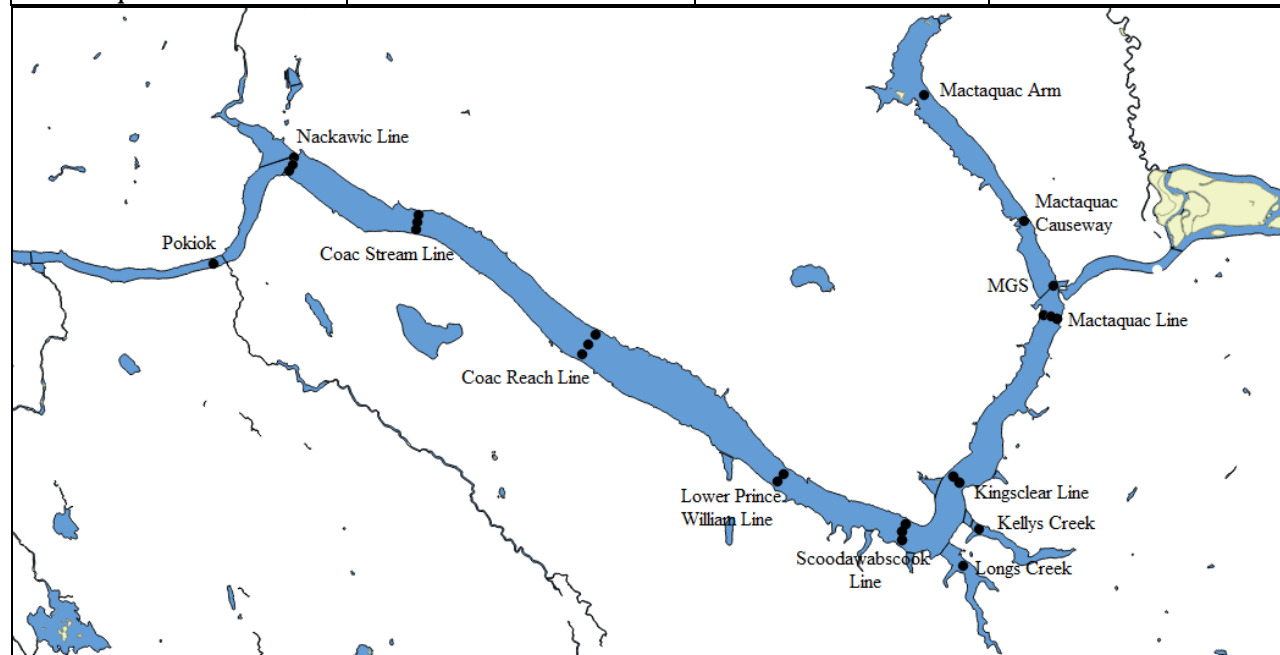 Mactaquac Arm
Nackawic Line
Mactaquac
Causeway
Pokiok
Coac Stream Line
MGS
Mactaquac Line
Coac Reach Line
Lower Prince
William Line
Kingsclear Line
Kellys Creek
Scoodawabscook
Line
Longs Creek